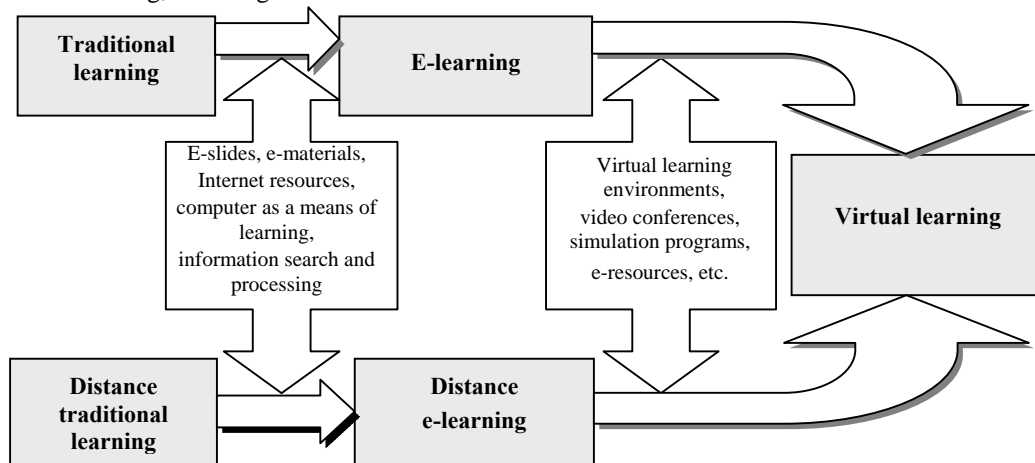 Traditional
learning
E-learning
E-slides, e-materials,
Internet resources,
computer as a means of
learning,
information search and
processing
Virtual learning
environments,
video conferences,
simulation programs,
e-resources, etc.
Virtual learning
Distance
traditional
learning
Distance
e-learning